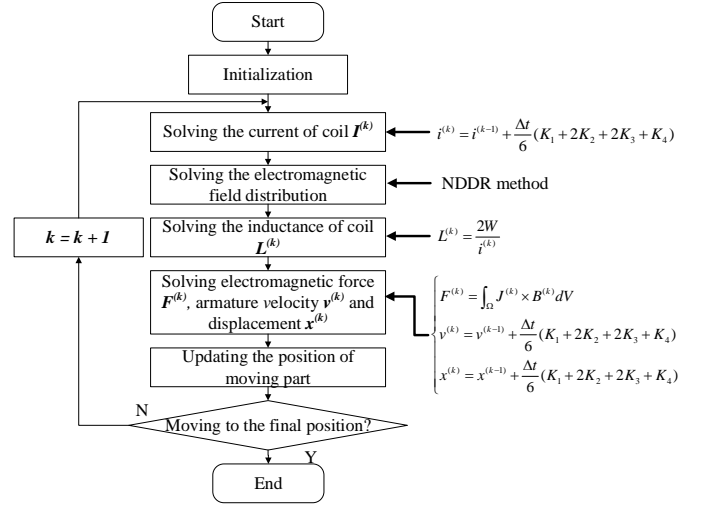 Start
Initialization
Solving the current of coil I^(k)
i^(k) = i^(k-1) + Δt/6 (K₁ + 2K₂ + 2K₃ + K₄)
Solving the electromagnetic
field distribution
NDDR method
k = k + 1
Solving the inductance of coil
L^(k)
L^(k) = 2W/i^(k)
Solving electromagnetic force
F^(k), armature velocity v^(k) and
displacement x^(k)
F^(k) = ∫_Ω J^(k) × B^(k) dV
v^(k) = v^(k-1) + Δt/6 (K₁ + 2K₂ + 2K₃ + K₄)
x^(k) = x^(k-1) + Δt/6 (K₁ + 2K₂ + 2K₃ + K₄)
Updating the position of
moving part
N
Moving to the final position?
Y
End